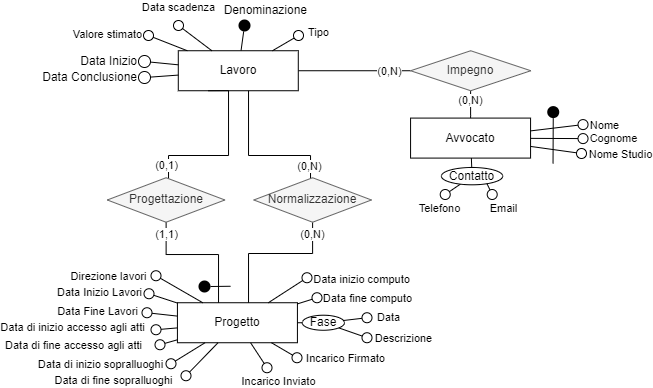 Data scadenza
Denominazione
Valore stimato
Tipo
Data Inizio
Data Conclusione
Lavoro
(0,N)
Impegno
(0,N)
Avvocato
Nome
Cognome
Nome Studio
Contatto
Telefono
Email
(0,1)
(0,N)
Progettazione
Normalizzazione
(1,1)
(0,N)
Direzione lavori
Data inizio computo
Data Inizio Lavori
Data fine computo
Data Fine Lavori
Data
Progetto
Fase
Data di inizio accesso agli atti
Descrizione
Data di fine accesso agli atti
Incarico Firmato
Data di inizio sopralluoghi
Data di fine sopralluoghi
Incarico Inviato